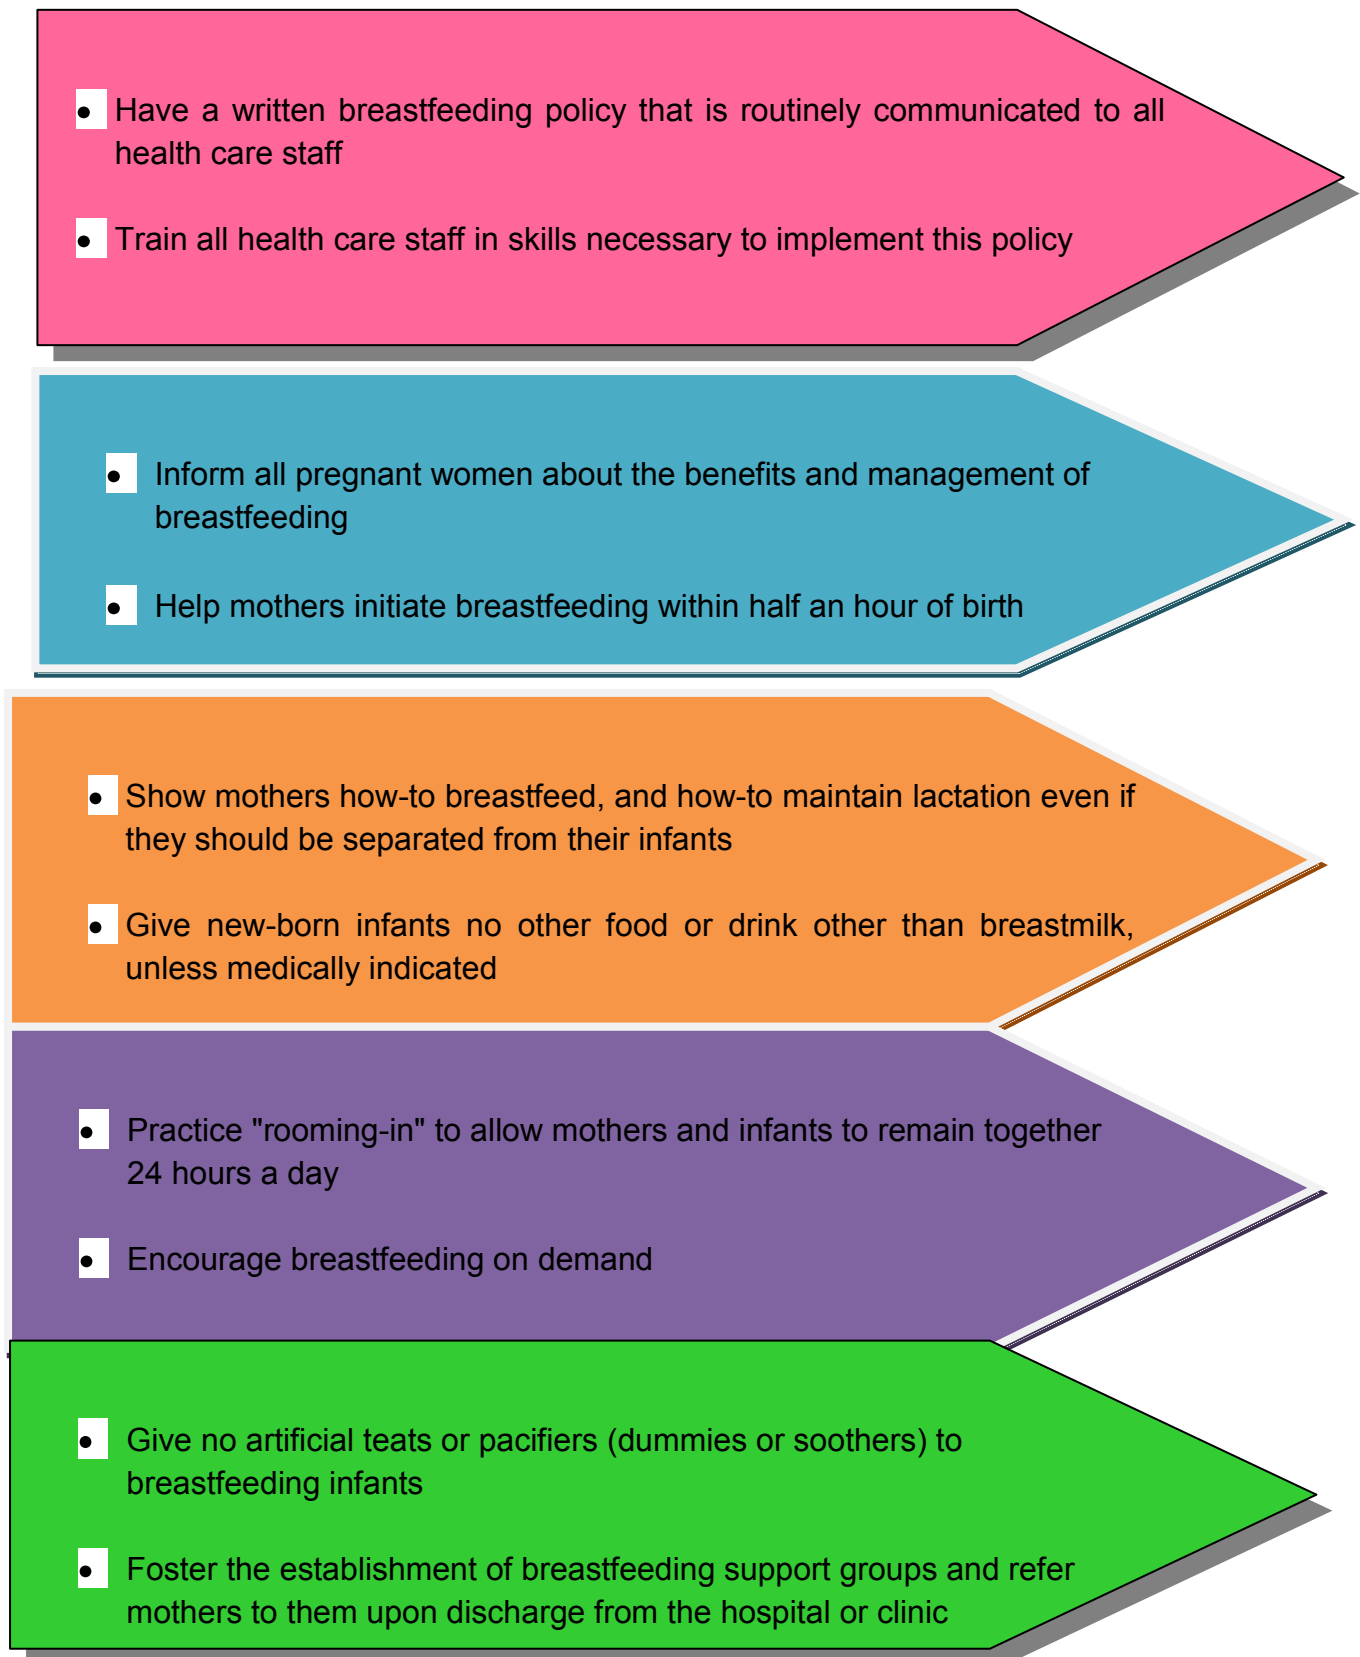 • Have a written breastfeeding policy that is routinely communicated to all
health care staff
• Train all health care staff in skills necessary to implement this policy
• Inform all pregnant women about the benefits and management of
breastfeeding
• Help mothers initiate breastfeeding within half an hour of birth
• Show mothers how-to breastfeed, and how-to maintain lactation even if
they should be separated from their infants
• Give new-born infants no other food or drink other than breastmilk,
unless medically indicated
• Practice "rooming-in" to allow mothers and infants to remain together
24 hours a day
• Encourage breastfeeding on demand
• Give no artificial teats or pacifiers (dummies or soothers) to
breastfeeding infants
• Foster the establishment of breastfeeding support groups and refer
mothers to them upon discharge from the hospital or clinic